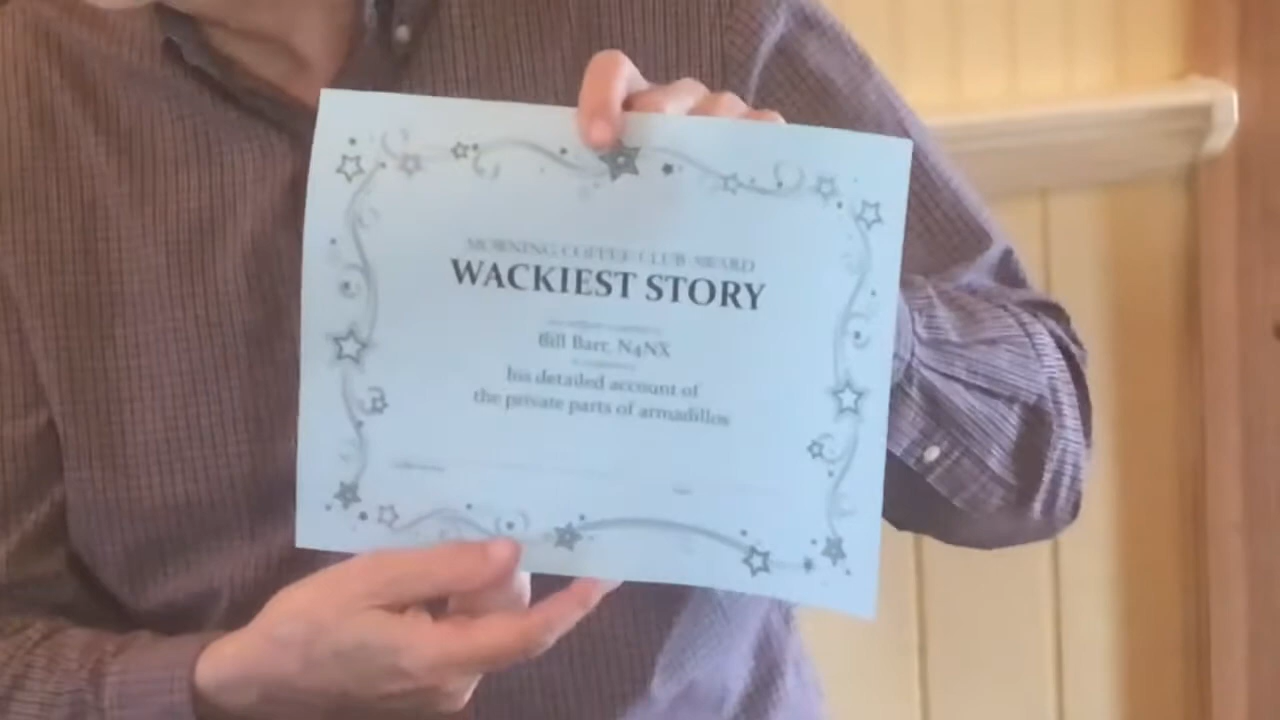 MORNING COFFEE CLUB AWARD
WACKIEST STORY
Bill Barr, N4NX
his detailed account of
the private parts of armadillos